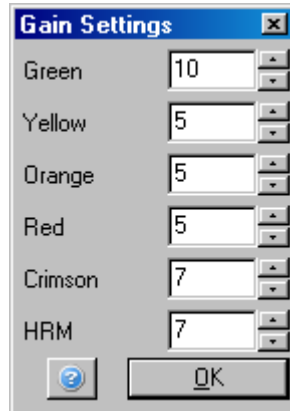 Gain Settings
Green 10
Yellow 5
Orange 5
Red 5
Crimson 7
HRM 7
? OK